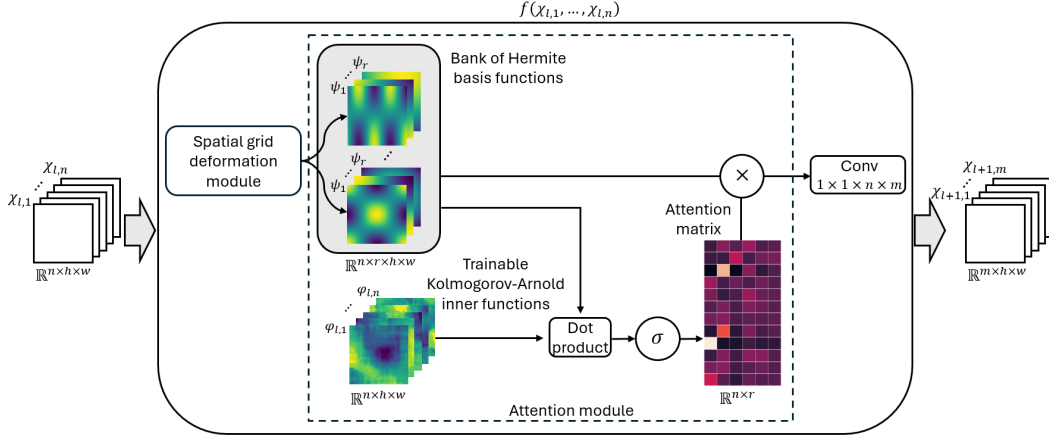 f(χ_{l,1}, …, χ_{l,n})
Bank of Hermite
basis functions
ψ_r
⋰
ψ_1
Spatial grid
deformation
module
ψ_r
⋰
⋰
ψ_1
χ_{l,n}
⋰
χ_{l,1}
ℝ^{n×h×w}
ℝ^{n×r×h×w}
×
Conv
1 × 1 × n × m
χ_{l+1,m}
⋰
χ_{l+1,1}
ℝ^{m×h×w}
Attention
matrix
Trainable
Kolmogorov-Arnold
inner functions
φ_{l,n}
⋰
φ_{l,1}
ℝ^{n×h×w}
Dot
product
σ
ℝ^{n×r}
Attention module